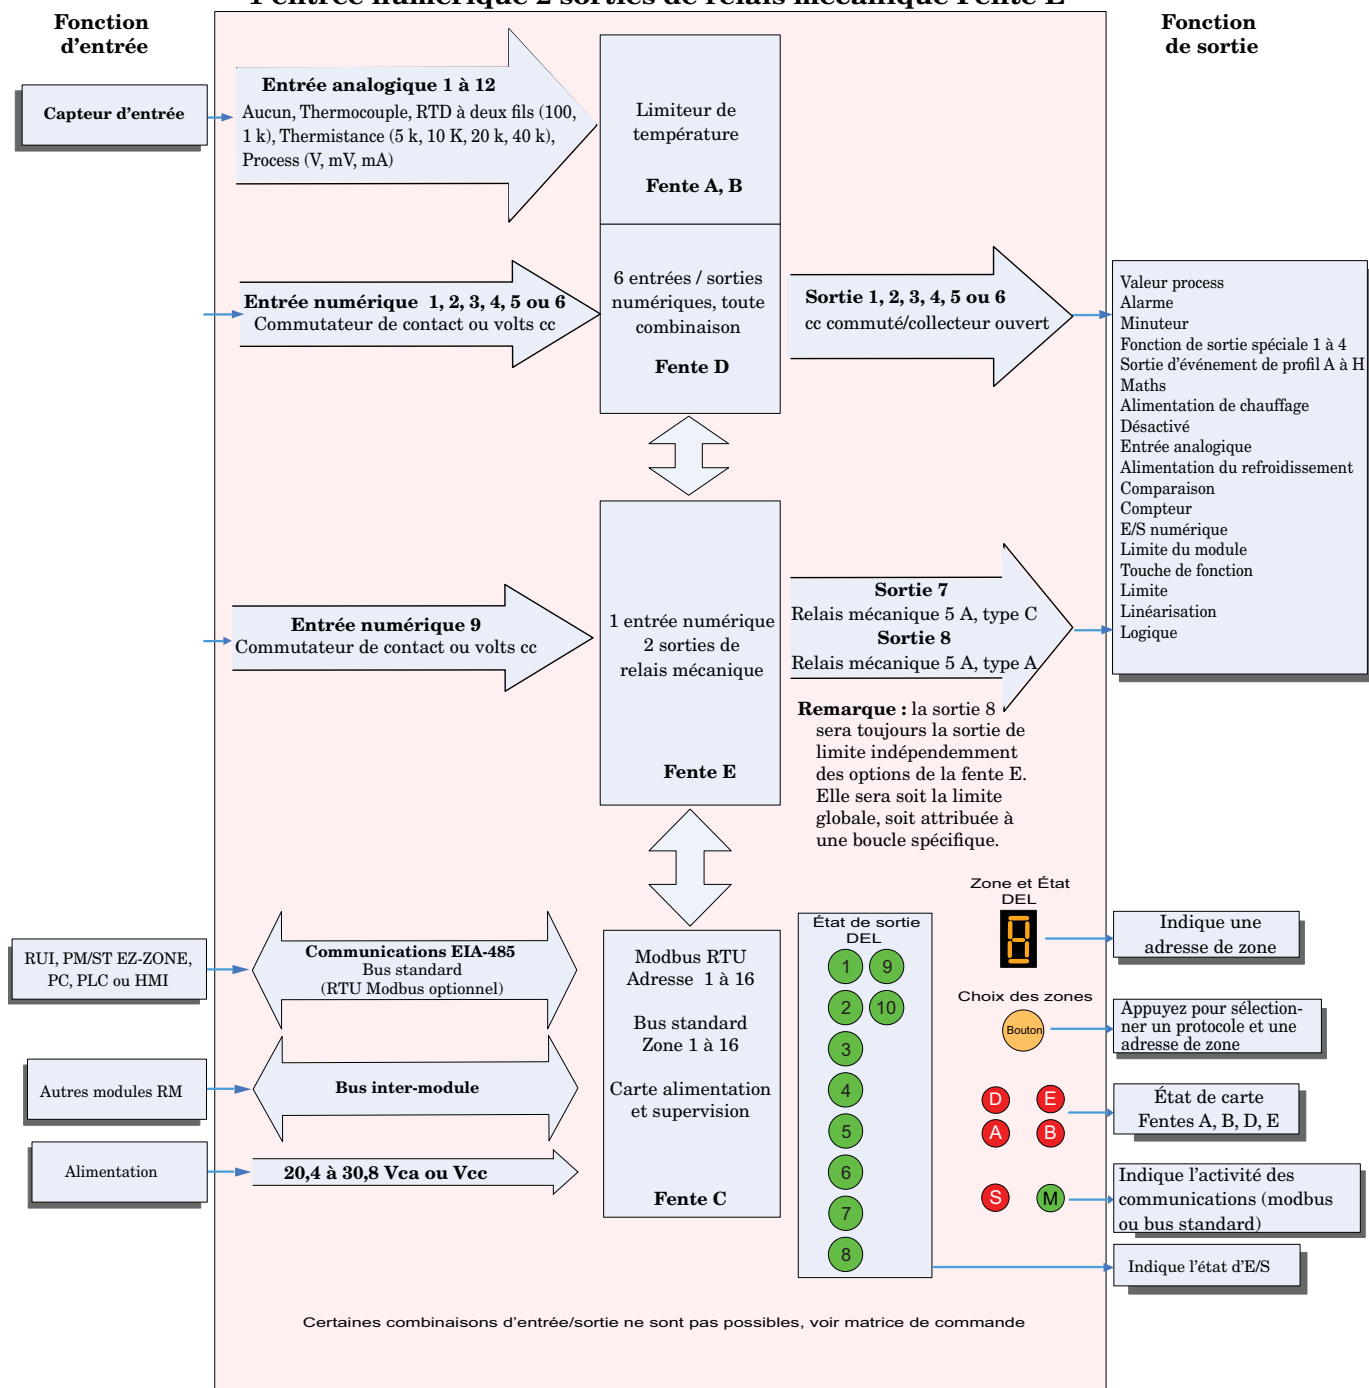 1 entrée numérique 2 sorties de relais mécanique Fente E
Fonction
d'entrée
Fonction
de sortie
Capteur d'entrée
Entrée analogique 1 à 12
Aucun, Thermocouple, RTD à deux fils (100,
1 k), Thermistance (5 k, 10 K, 20 k, 40 k),
Process (V, mV, mA)
Limiteur de
température
Fente A, B
Entrée numérique 1, 2, 3, 4, 5 ou 6
Commutateur de contact ou volts cc
6 entrées / sorties
numériques, toute
combinaison
Fente D
Sortie 1, 2, 3, 4, 5 ou 6
cc commuté/collecteur ouvert
Valeur process
Alarme
Minuteur
Fonction de sortie spéciale 1 à 4
Sortie d'événement de profil A à H
Maths
Alimentation de chauffage
Désactivé
Entrée analogique
Alimentation du refroidissement
Comparaison
Compteur
E/S numérique
Limite du module
Touche de fonction
Limite
Linéarisation
Logique
Entrée numérique 9
Commutateur de contact ou volts cc
1 entrée numérique
2 sorties de
relais mécanique
Fente E
Sortie 7
Relais mécanique 5 A, type C
Sortie 8
Relais mécanique 5 A, type A
Remarque : la sortie 8
sera toujours la sortie de
limite indépendemment
des options de la fente E.
Elle sera soit la limite
globale, soit attribuée à
une boucle spécifique.
RUI, PM/ST EZ-ZONE,
PC, PLC ou HMI
Communications EIA-485
Bus standard
(RTU Modbus optionnel)
Autres modules RM
Bus inter-module
Alimentation
20,4 à 30,8 Vca ou Vcc
Modbus RTU
Adresse 1 à 16
Bus standard
Zone 1 à 16
Carte alimentation
et supervision
Fente C
État de sortie
DEL
1 9
2 10
3
4
5
6
7
8
Zone et État
DEL
8
Indique une
adresse de zone
Choix des zones
Bouton
Appuyez pour sélection-
ner un protocole et une
adresse de zone
D E
A B
État de carte
Fentes A, B, D, E
S M
Indique l'activité des
communications (modbus
ou bus standard)
Indique l'état d'E/S
Certaines combinaisons d'entrée/sortie ne sont pas possibles, voir matrice de commande